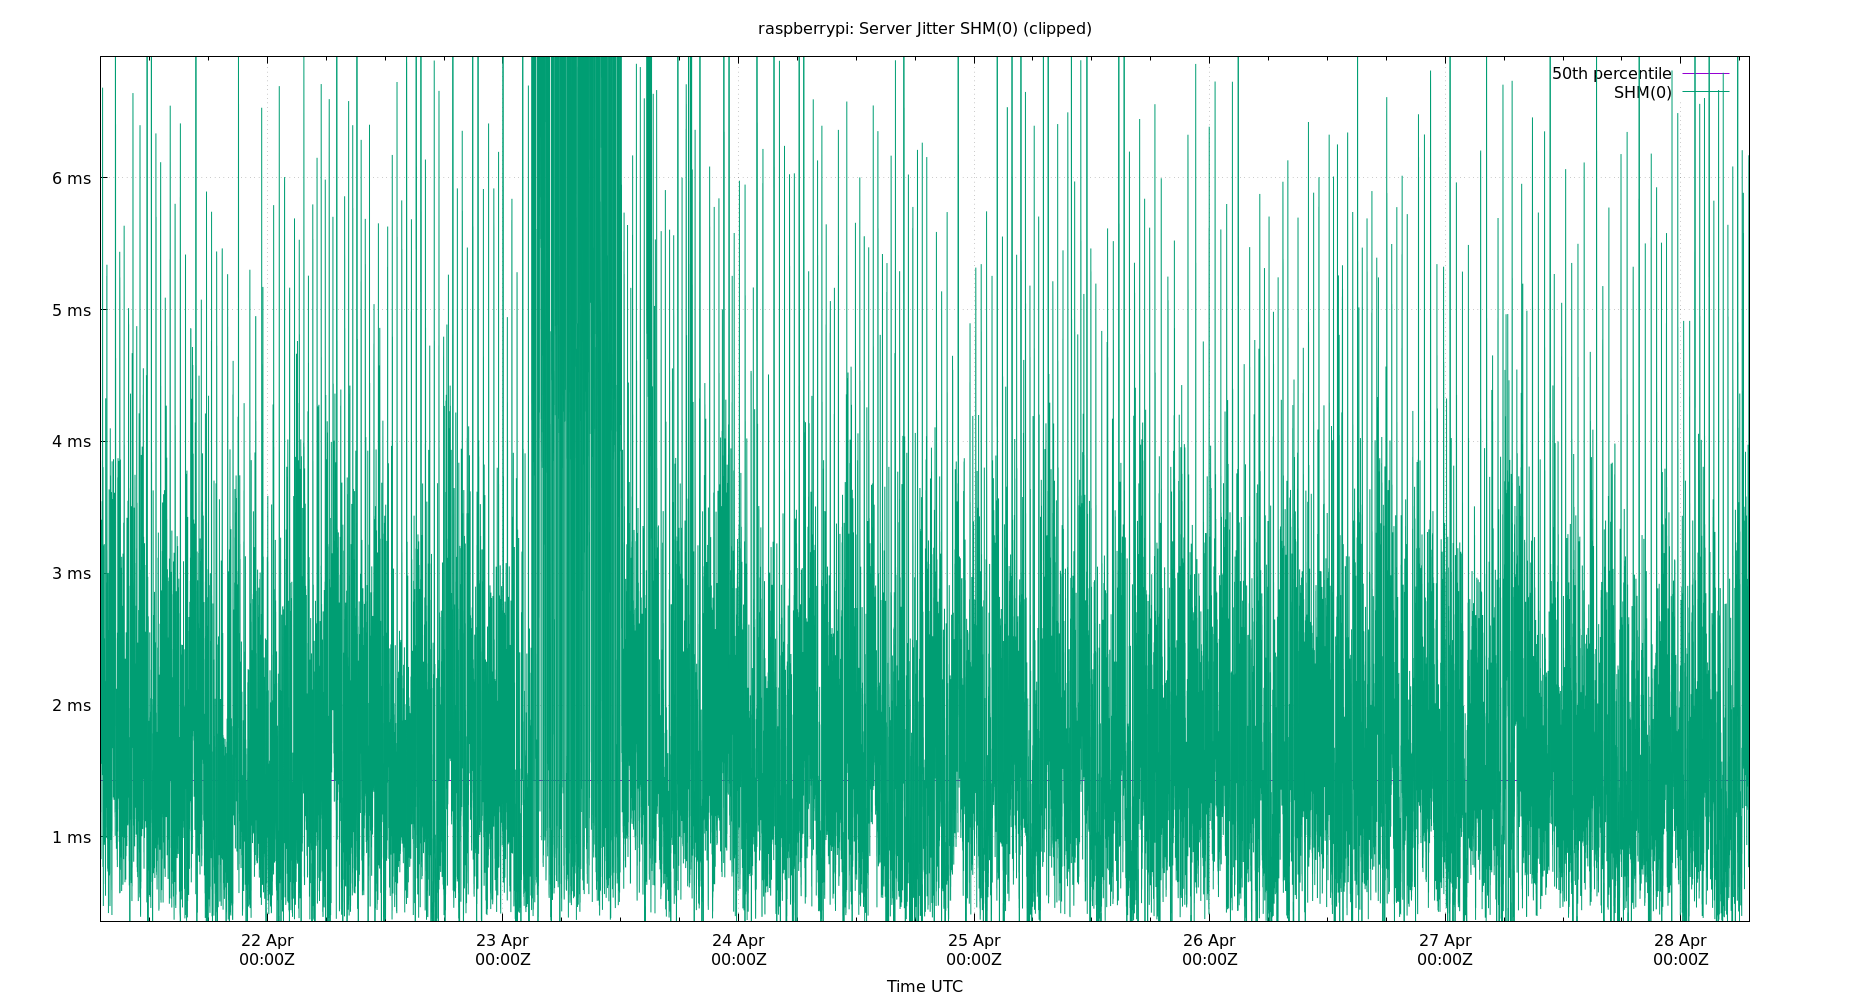 raspberrypi: Server Jitter SHM(0) (clipped)
50th percentile
SHM(0)
6 ms
5 ms
4 ms
3 ms
2 ms
1 ms
22 Apr
00:00Z
23 Apr
00:00Z
24 Apr
00:00Z
25 Apr
00:00Z
26 Apr
00:00Z
27 Apr
00:00Z
28 Apr
00:00Z
Time UTC